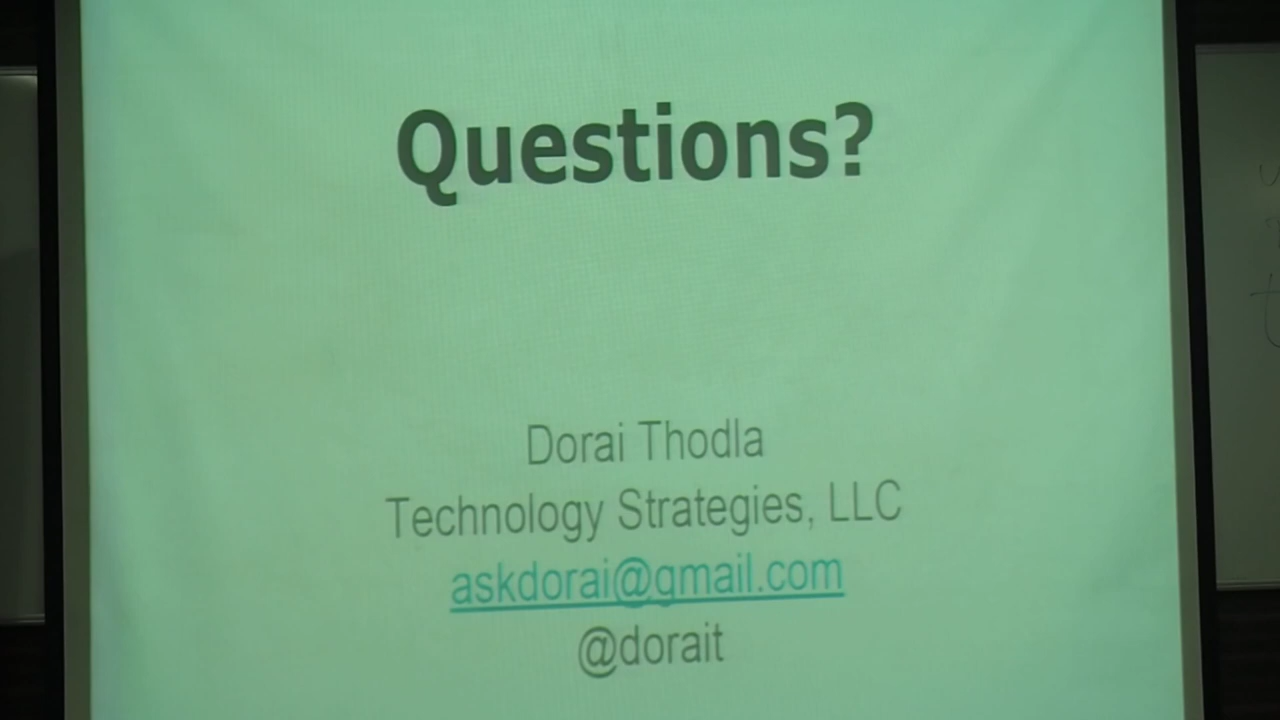 Questions?
Dorai Thodla
Technology Strategies, LLC
askdorai@gmail.com
@dorait